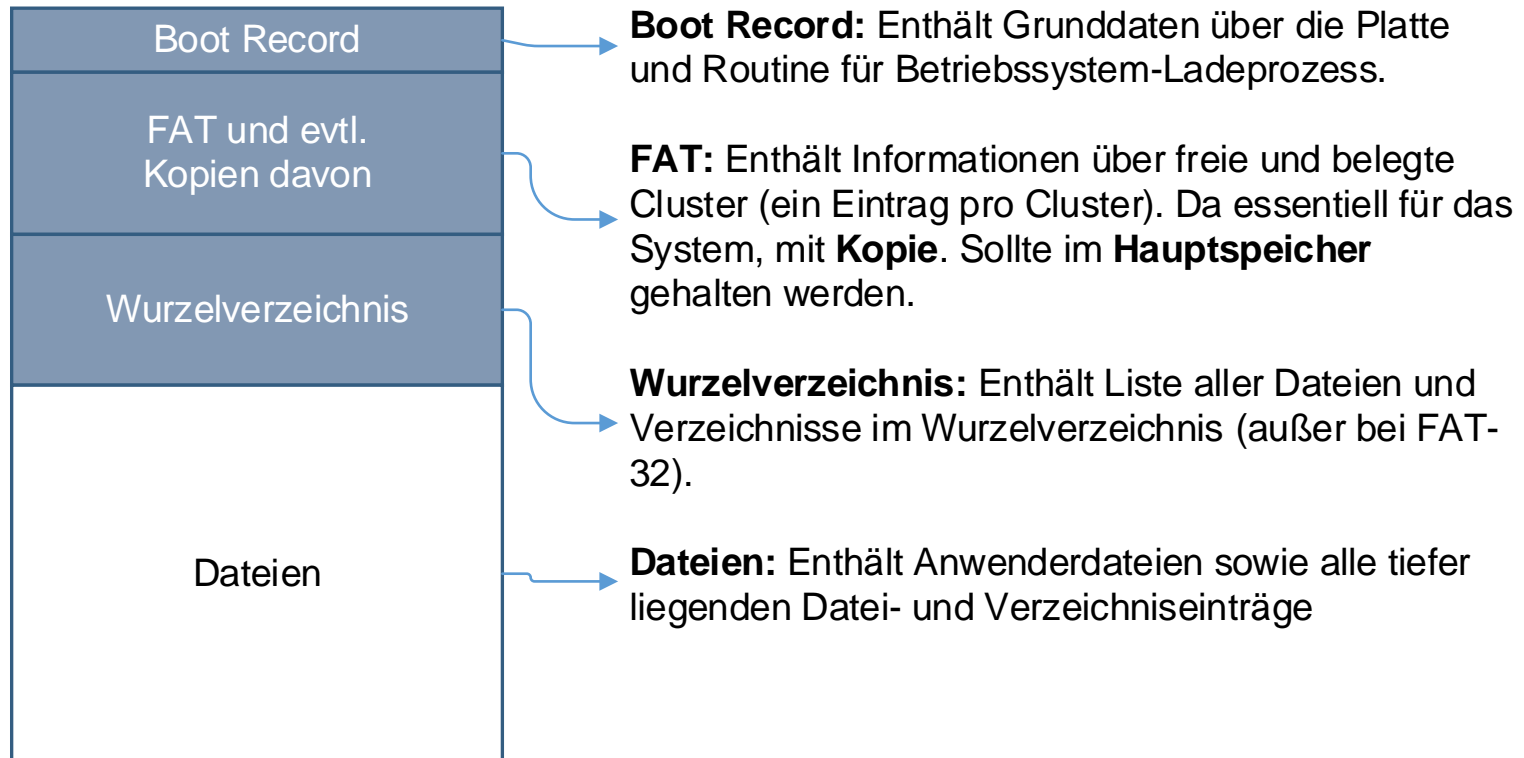 Boot Record
FAT und evtl.
Kopien davon
Wurzelverzeichnis
Dateien
Boot Record: Enthält Grunddaten über die Platte
und Routine für Betriebssystem-Ladeprozess.
FAT: Enthält Informationen über freie und belegte
Cluster (ein Eintrag pro Cluster). Da essentiell für das
System, mit Kopie. Sollte im Hauptspeicher
gehalten werden.
Wurzelverzeichnis: Enthält Liste aller Dateien und
Verzeichnisse im Wurzelverzeichnis (außer bei FAT-
32).
Dateien: Enthält Anwenderdateien sowie alle tiefer
liegenden Datei- und Verzeichniseinträge